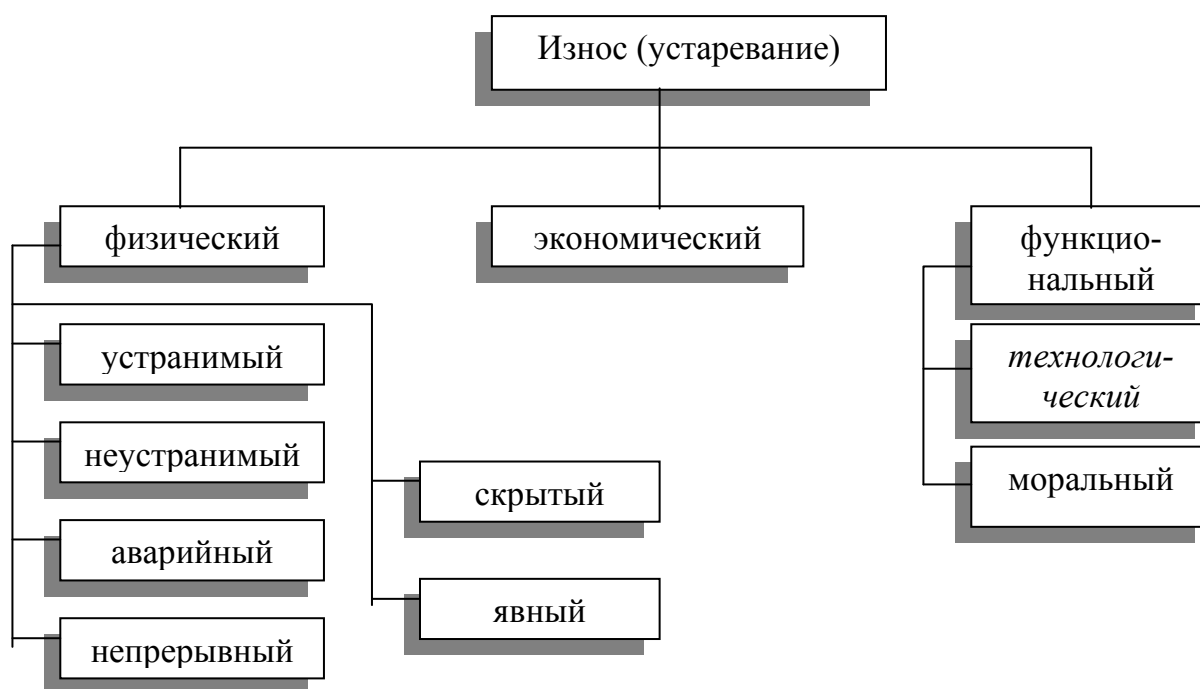 Износ (устаревание)
физический
экономический
функцио-
нальный
устранимый
технологи-
ческий
неустранимый
скрытый
моральный
аварийный
явный
непрерывный